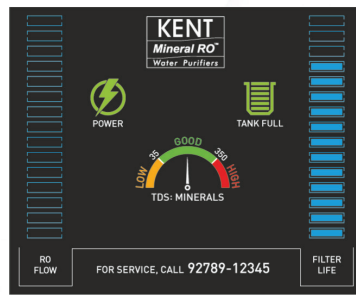 KENT
Mineral RO™
Water Purifiers
POWER
TANK FULL
LOW 35 GOOD 350 HIGH
TDS: MINERALS
RO
FLOW
FOR SERVICE, CALL 92789-12345
FILTER
LIFE